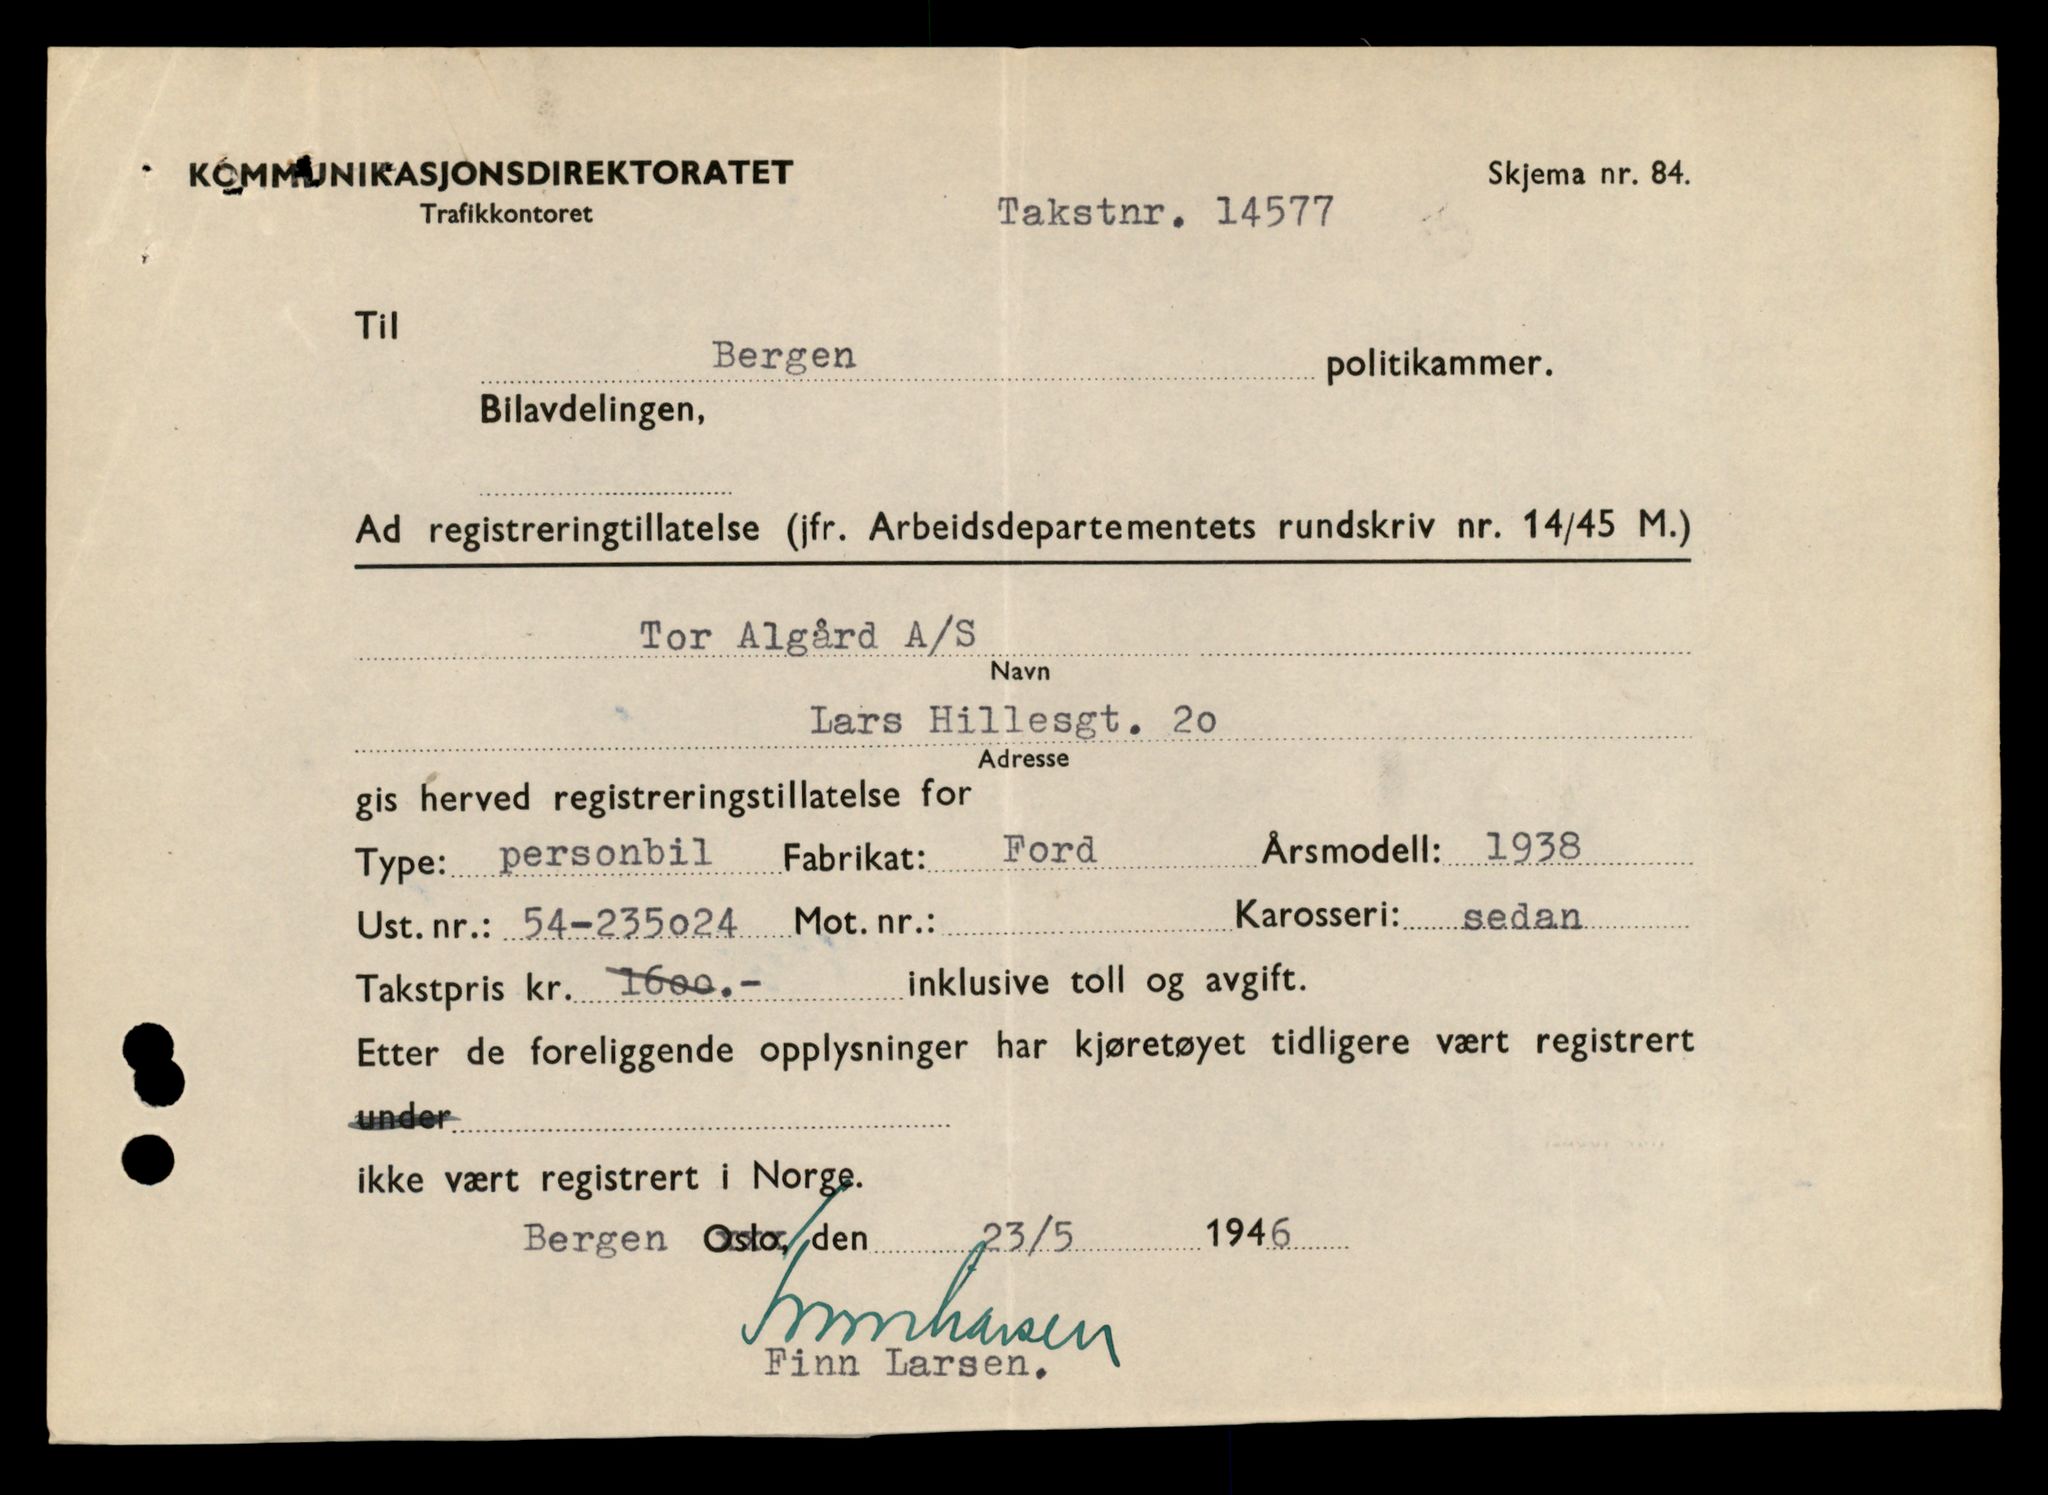 KOMMUNIKASJONSDIREKTORATET
Trafikkontoret
Skjema nr. 84.
Takstnr. 14577
Til
Bergen politikammer.
Bilavdelingen,
Ad registreringtillatelse (jfr. Arbeidsdepartementets rundskriv nr. 14/45 M.)
Tor Algård A/S
Navn
Lars Hillesgt. 2o
Adresse
gis herved registreringstillatelse for
Type: personbil Fabrikat: Ford Årsmodell: 1938
Ust. nr.: 54-235o24 Mot. nr.: Karosseri: sedan
Takstpris kr. 16oo.- inklusive toll og avgift.
Etter de foreliggende opplysninger har kjøretøyet tidligere vært registrert
under
ikke vært registrert i Norge.
Bergen Oslo, den 23/5 1946
Finn Larsen
Finn Larsen.